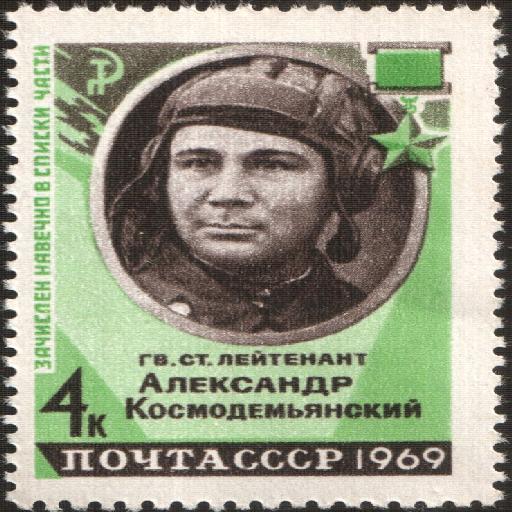 ЗАЧИСЛЕН НАВЕЧНО В СПИСКИ ЧАСТИ
ГВ. СТ. ЛЕЙТЕНАНТ
АЛЕКСАНДР
КОСМОДЕМЬЯНСКИЙ
4К
ПОЧТА СССР 1969